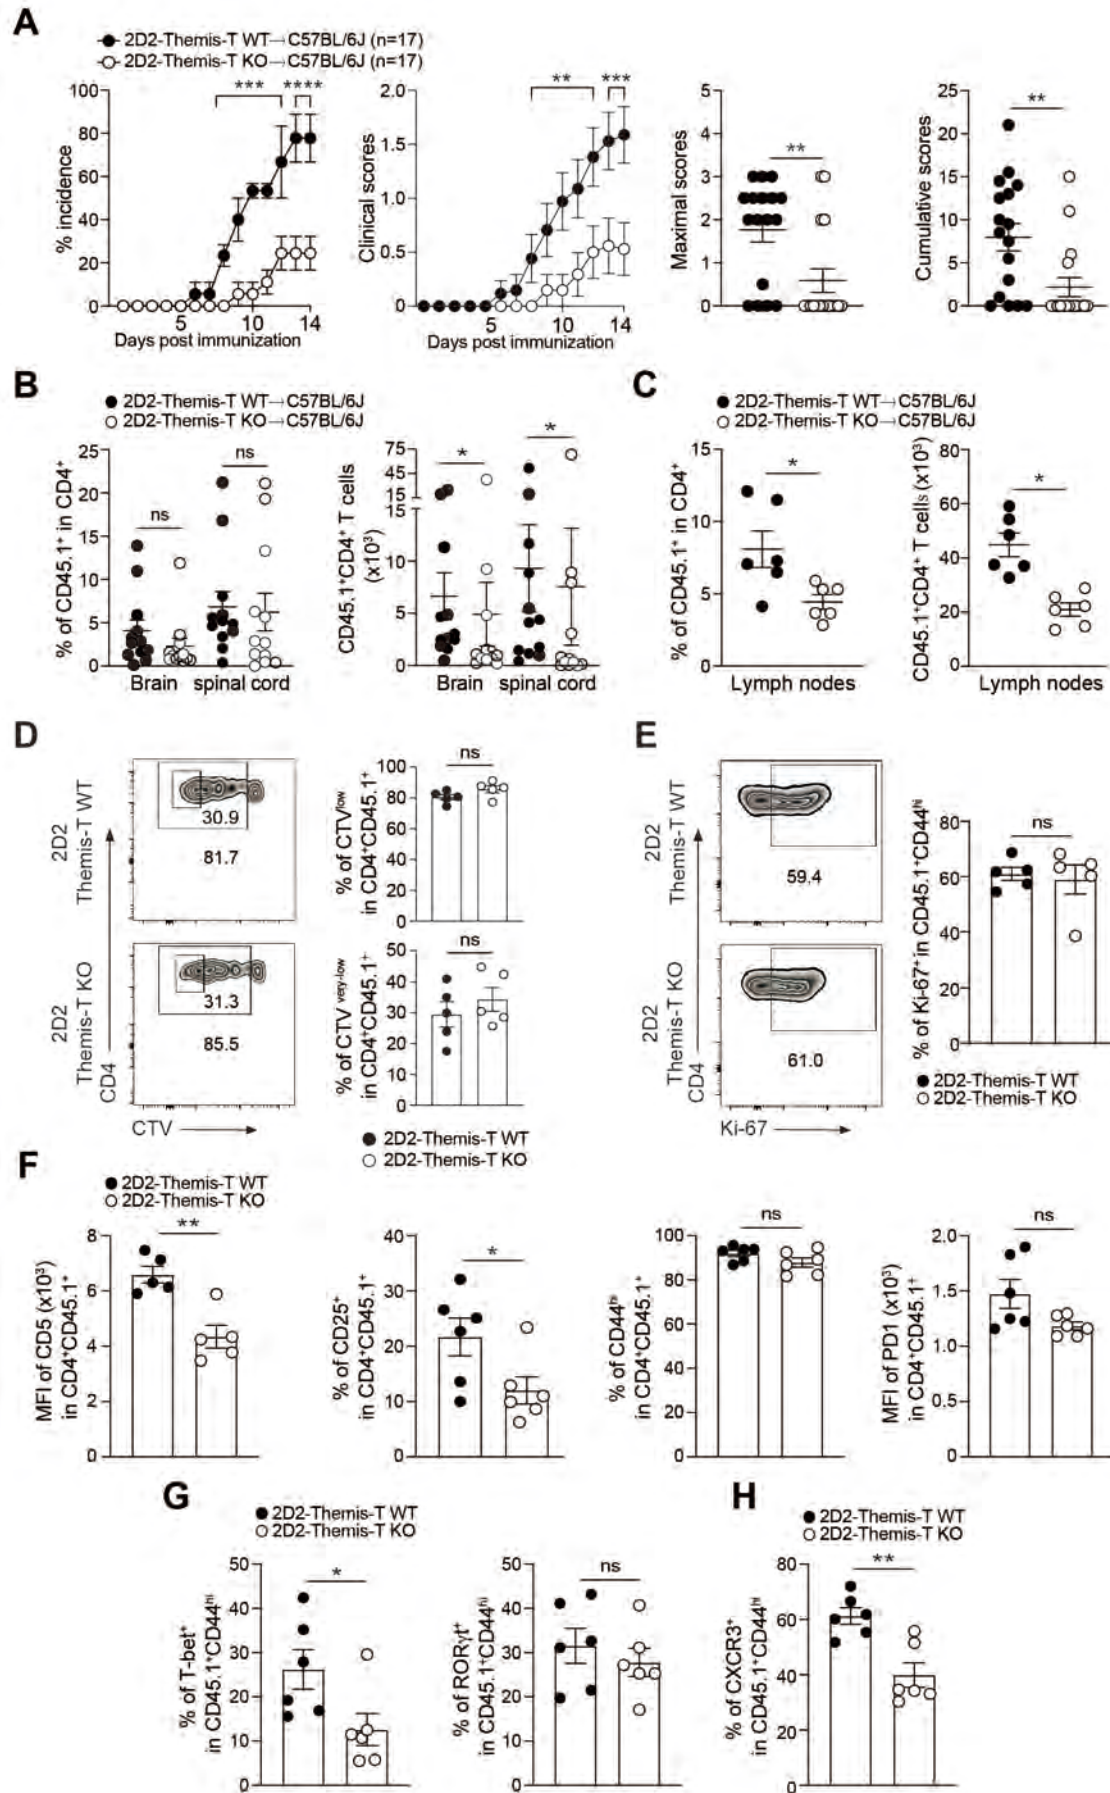 A
2D2-Themis-T WT→C57BL/6J (n=17)
2D2-Themis-T KO→C57BL/6J (n=17)
% incidence
100
80
60
40
20
0
5
10
14
Days post immunization
***
****
Clinical scores
2.0
1.5
1.0
0.5
0
5
10
14
Days post immunization
**
***
Maximal scores
5
4
3
2
1
0
**
Cumulative scores
25
20
15
10
5
0
**
B
2D2-Themis-T WT→C57BL/6J
2D2-Themis-T KO→C57BL/6J
% of CD45.1⁺ in CD4⁺
25
20
15
10
5
0
ns
ns
Brain
spinal cord
CD45.1⁺CD4⁺ T cells
(x10³)
75
45
15
15
10
5
0
*
*
Brain
spinal cord
C
2D2-Themis-T WT→C57BL/6J
2D2-Themis-T KO→C57BL/6J
% of CD45.1⁺ in CD4⁺
15
10
5
0
*
Lymph nodes
CD45.1⁺CD4⁺ T cells (x10³)
80
60
40
20
0
*
Lymph nodes
D
2D2
Themis-T WT
30.9
81.7
2D2
Themis-T KO
31.3
85.5
CD4
CTV
% of CTVˡᵒʷ
in CD4⁺CD45.1⁺
100
80
60
40
20
0
ns
% of CTV ᵛᵉʳʸ⁻ˡᵒʷ
in CD4⁺CD45.1⁺
50
40
30
20
10
0
ns
2D2-Themis-T WT
2D2-Themis-T KO
E
2D2
Themis-T WT
59.4
2D2
Themis-T KO
61.0
CD4
Ki-67
% of Ki-67⁺ in CD45.1⁺CD44ʰⁱ
80
60
40
20
0
ns
2D2-Themis-T WT
2D2-Themis-T KO
F
2D2-Themis-T WT
2D2-Themis-T KO
MFI of CD5 (x10³)
in CD4⁺CD45.1⁺
8
6
4
2
0
**
% of CD25⁺
in CD4⁺CD45.1⁺
40
30
20
10
0
*
% of CD44ʰⁱ
in CD4⁺CD45.1⁺
100
80
60
40
20
0
ns
MFI of PD1 (x10³)
in CD4⁺CD45.1⁺
2.0
1.5
1.0
0.5
0
ns
G
2D2-Themis-T WT
2D2-Themis-T KO
% of T-bet⁺
in CD45.1⁺CD44ʰⁱ
50
40
30
20
10
0
*
% of RORγt⁺
in CD45.1⁺CD44ʰⁱ
50
40
30
20
10
0
ns
H
2D2-Themis-T WT
2D2-Themis-T KO
% of CXCR3⁺
in CD45.1⁺CD44ʰⁱ
80
60
40
20
0
**